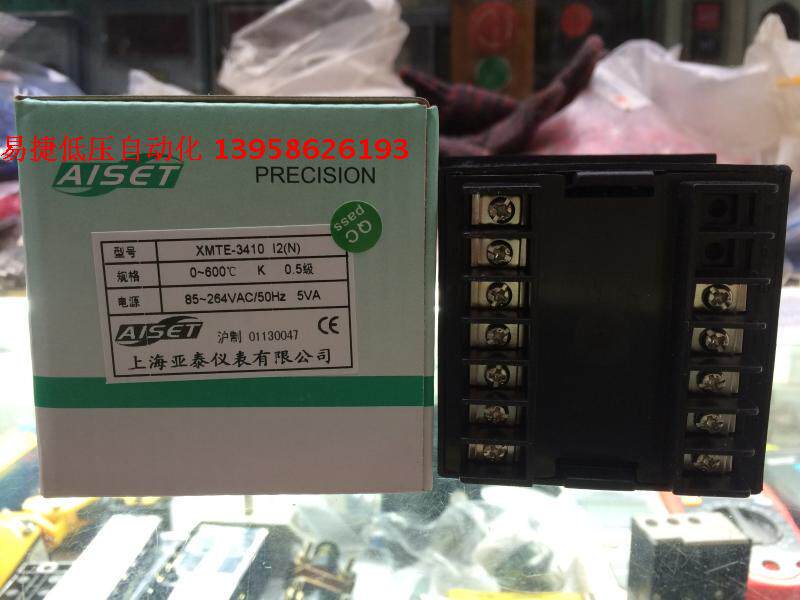 易捷低压自动化 13958626193
AISET
PRECISION
QC
pass
型号 XMTE-3410 I2(N)
规格 0~600℃ K 0.5级
电源 85~264VAC/50Hz 5VA
AISET 沪制 01130047 CE
上海亚泰仪表有限公司